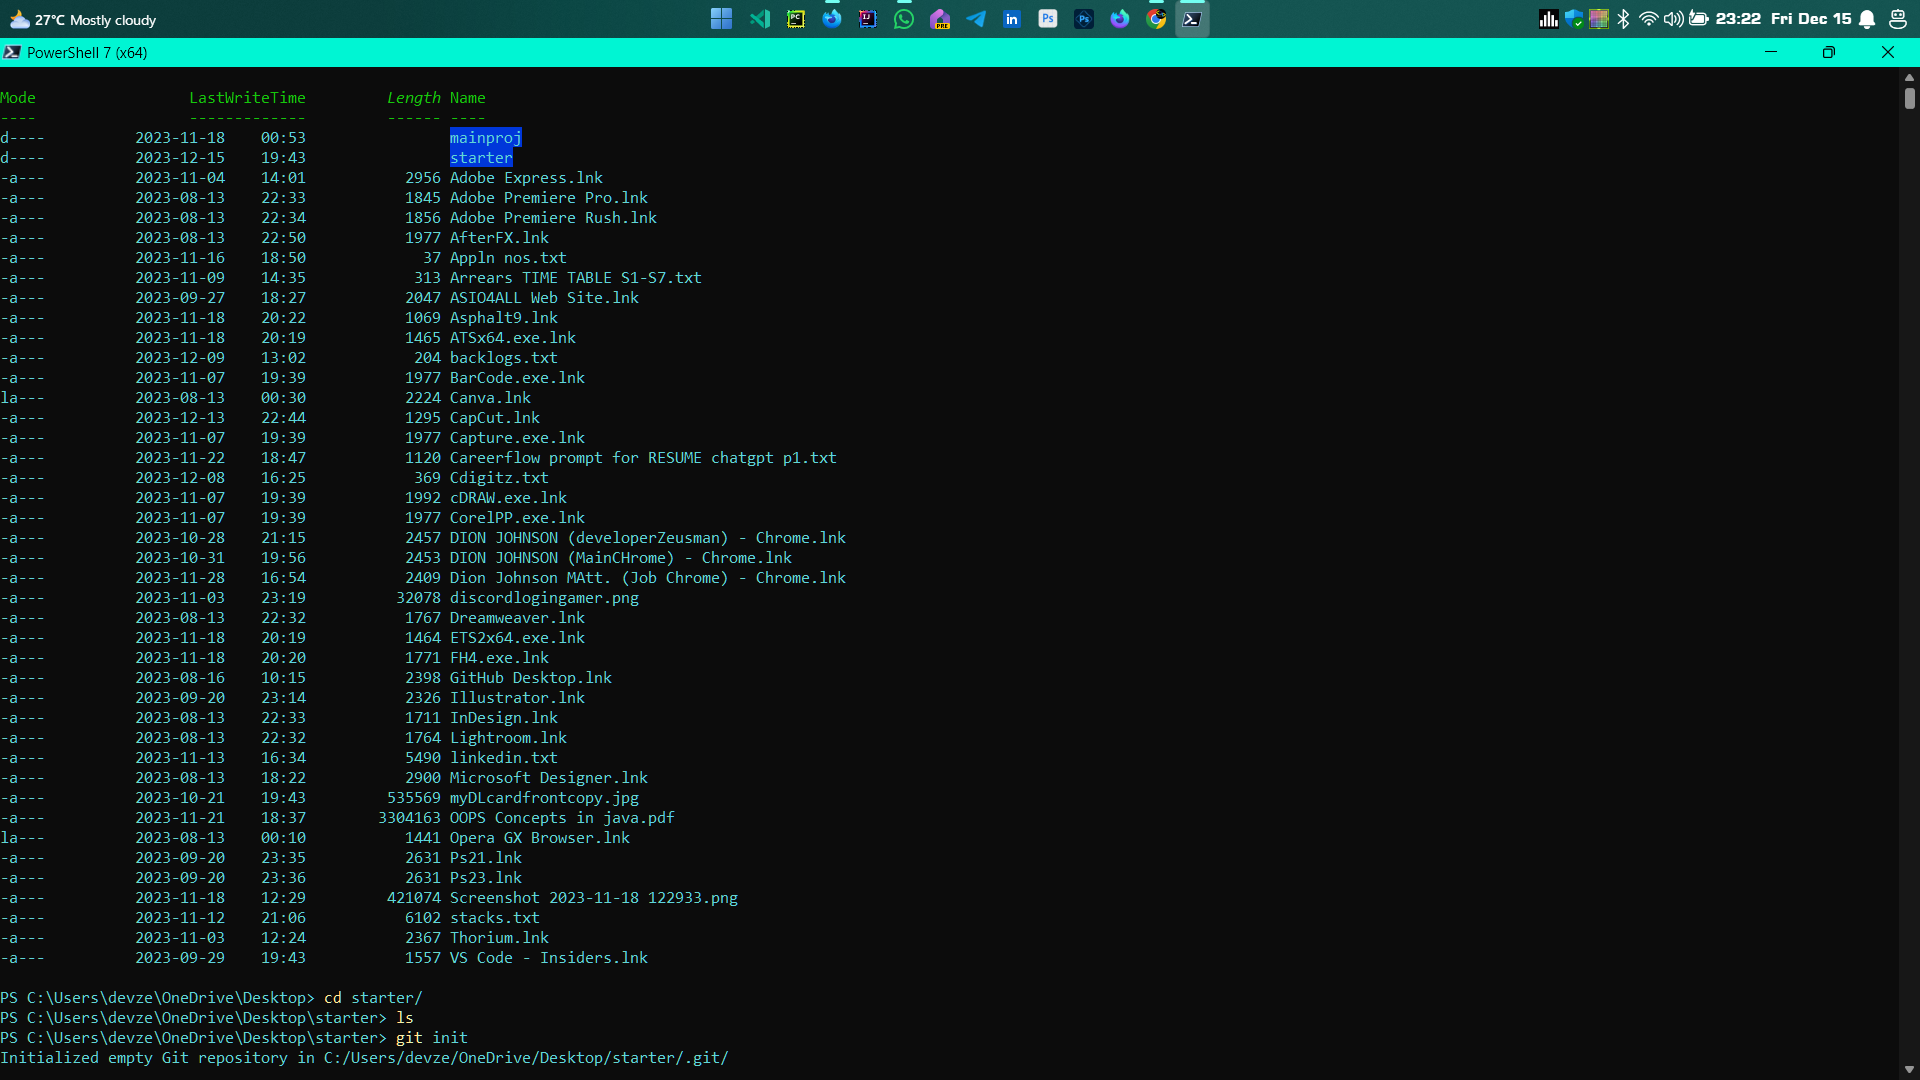 27°C Mostly cloudy
23:22 Fri Dec 15
PowerShell 7 (x64)
Mode LastWriteTime Length Name
---- ------------- ------ ----
d---- 2023-11-18 00:53 mainproj
d---- 2023-12-15 19:43 starter
-a--- 2023-11-04 14:01 2956 Adobe Express.lnk
-a--- 2023-08-13 22:33 1845 Adobe Premiere Pro.lnk
-a--- 2023-08-13 22:34 1856 Adobe Premiere Rush.lnk
-a--- 2023-08-13 22:50 1977 AfterFX.lnk
-a--- 2023-11-16 18:50 37 Appln nos.txt
-a--- 2023-11-09 14:35 313 Arrears TIME TABLE S1-S7.txt
-a--- 2023-09-27 18:27 2047 ASIO4ALL Web Site.lnk
-a--- 2023-11-18 20:22 1069 Asphalt9.lnk
-a--- 2023-11-18 20:19 1465 ATSx64.exe.lnk
-a--- 2023-12-09 13:02 204 backlogs.txt
-a--- 2023-11-07 19:39 1977 BarCode.exe.lnk
la--- 2023-08-13 00:30 2224 Canva.lnk
-a--- 2023-12-13 22:44 1295 CapCut.lnk
-a--- 2023-11-07 19:39 1977 Capture.exe.lnk
-a--- 2023-11-22 18:47 1120 Careerflow prompt for RESUME chatgpt p1.txt
-a--- 2023-12-08 16:25 369 Cdigitz.txt
-a--- 2023-11-07 19:39 1992 cDRAW.exe.lnk
-a--- 2023-11-07 19:39 1977 CorelPP.exe.lnk
-a--- 2023-10-28 21:15 2457 DION JOHNSON (developerZeusman) - Chrome.lnk
-a--- 2023-10-31 19:56 2453 DION JOHNSON (MainCHrome) - Chrome.lnk
-a--- 2023-11-28 16:54 2409 Dion Johnson MAtt. (Job Chrome) - Chrome.lnk
-a--- 2023-11-03 23:19 32078 discordlogingamer.png
-a--- 2023-08-13 22:32 1767 Dreamweaver.lnk
-a--- 2023-11-18 20:19 1464 ETS2x64.exe.lnk
-a--- 2023-11-18 20:20 1771 FH4.exe.lnk
-a--- 2023-08-16 10:15 2398 GitHub Desktop.lnk
-a--- 2023-09-20 23:14 2326 Illustrator.lnk
-a--- 2023-08-13 22:33 1711 InDesign.lnk
-a--- 2023-08-13 22:32 1764 Lightroom.lnk
-a--- 2023-11-13 16:34 5490 linkedin.txt
-a--- 2023-08-13 18:22 2900 Microsoft Designer.lnk
-a--- 2023-10-21 19:43 535569 myDLcardfrontcopy.jpg
-a--- 2023-11-21 18:37 3304163 OOPS Concepts in java.pdf
la--- 2023-08-13 00:10 1441 Opera GX Browser.lnk
-a--- 2023-09-20 23:35 2631 Ps21.lnk
-a--- 2023-09-20 23:36 2631 Ps23.lnk
-a--- 2023-11-18 12:29 421074 Screenshot 2023-11-18 122933.png
-a--- 2023-11-12 21:06 6102 stacks.txt
-a--- 2023-11-03 12:24 2367 Thorium.lnk
-a--- 2023-09-29 19:43 1557 VS Code - Insiders.lnk
PS C:\Users\devze\OneDrive\Desktop> cd starter/
PS C:\Users\devze\OneDrive\Desktop\starter> ls
PS C:\Users\devze\OneDrive\Desktop\starter> git init
Initialized empty Git repository in C:/Users/devze/OneDrive/Desktop/starter/.git/